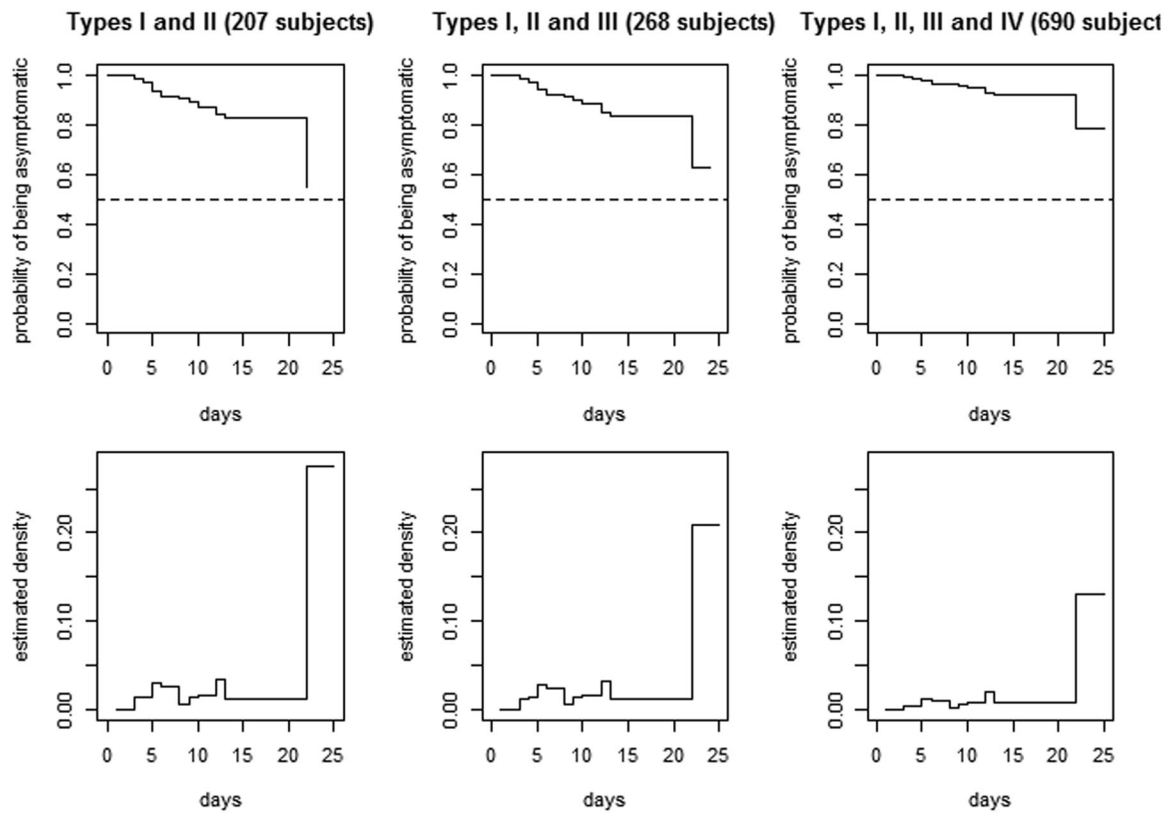 Types I and II (207 subjects)
Types I, II and III (268 subjects)
Types I, II, III and IV (690 subject
probability of being asymptomatic
0.0 0.2 0.4 0.6 0.8 1.0
0 5 10 15 20 25
days
probability of being asymptomatic
0.0 0.2 0.4 0.6 0.8 1.0
0 5 10 15 20 25
days
probability of being asymptomatic
0.0 0.2 0.4 0.6 0.8 1.0
0 5 10 15 20 25
days
estimated density
0.00 0.10 0.20
0 5 10 15 20 25
days
estimated density
0.00 0.10 0.20
0 5 10 15 20 25
days
estimated density
0.00 0.10 0.20
0 5 10 15 20 25
days